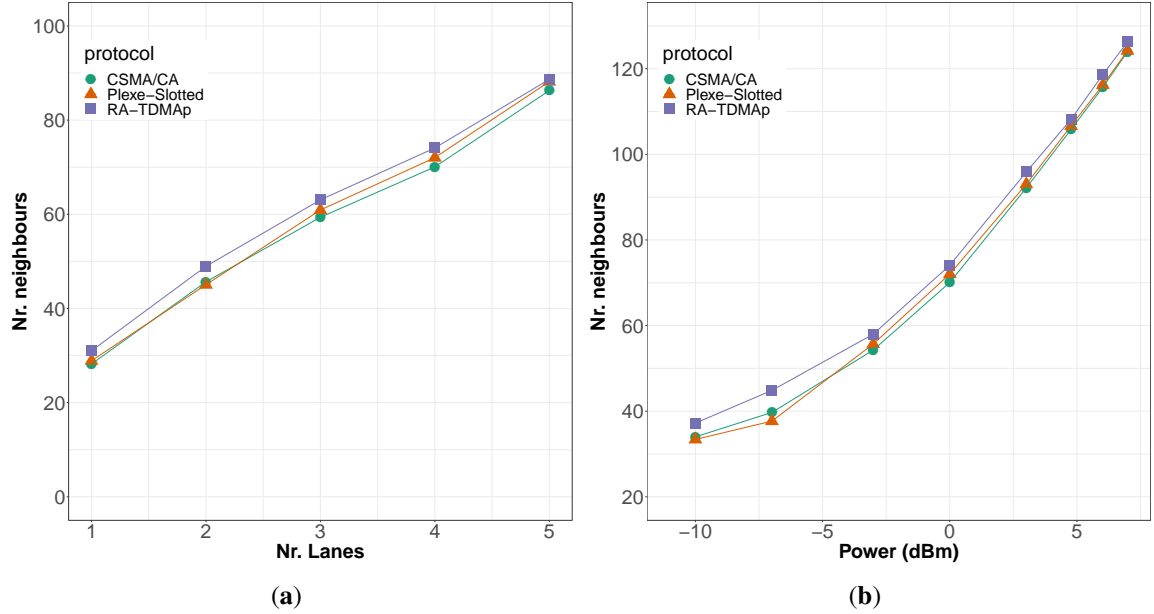 100
80
60
40
20
0
Nr. neighbours
protocol
CSMA/CA
Plexe−Slotted
RA−TDMAp
1 2 3 4 5
Nr. Lanes
(a)
120
100
80
60
40
20
Nr. neighbours
protocol
CSMA/CA
Plexe−Slotted
RA−TDMAp
−10 −5 0 5
Power (dBm)
(b)